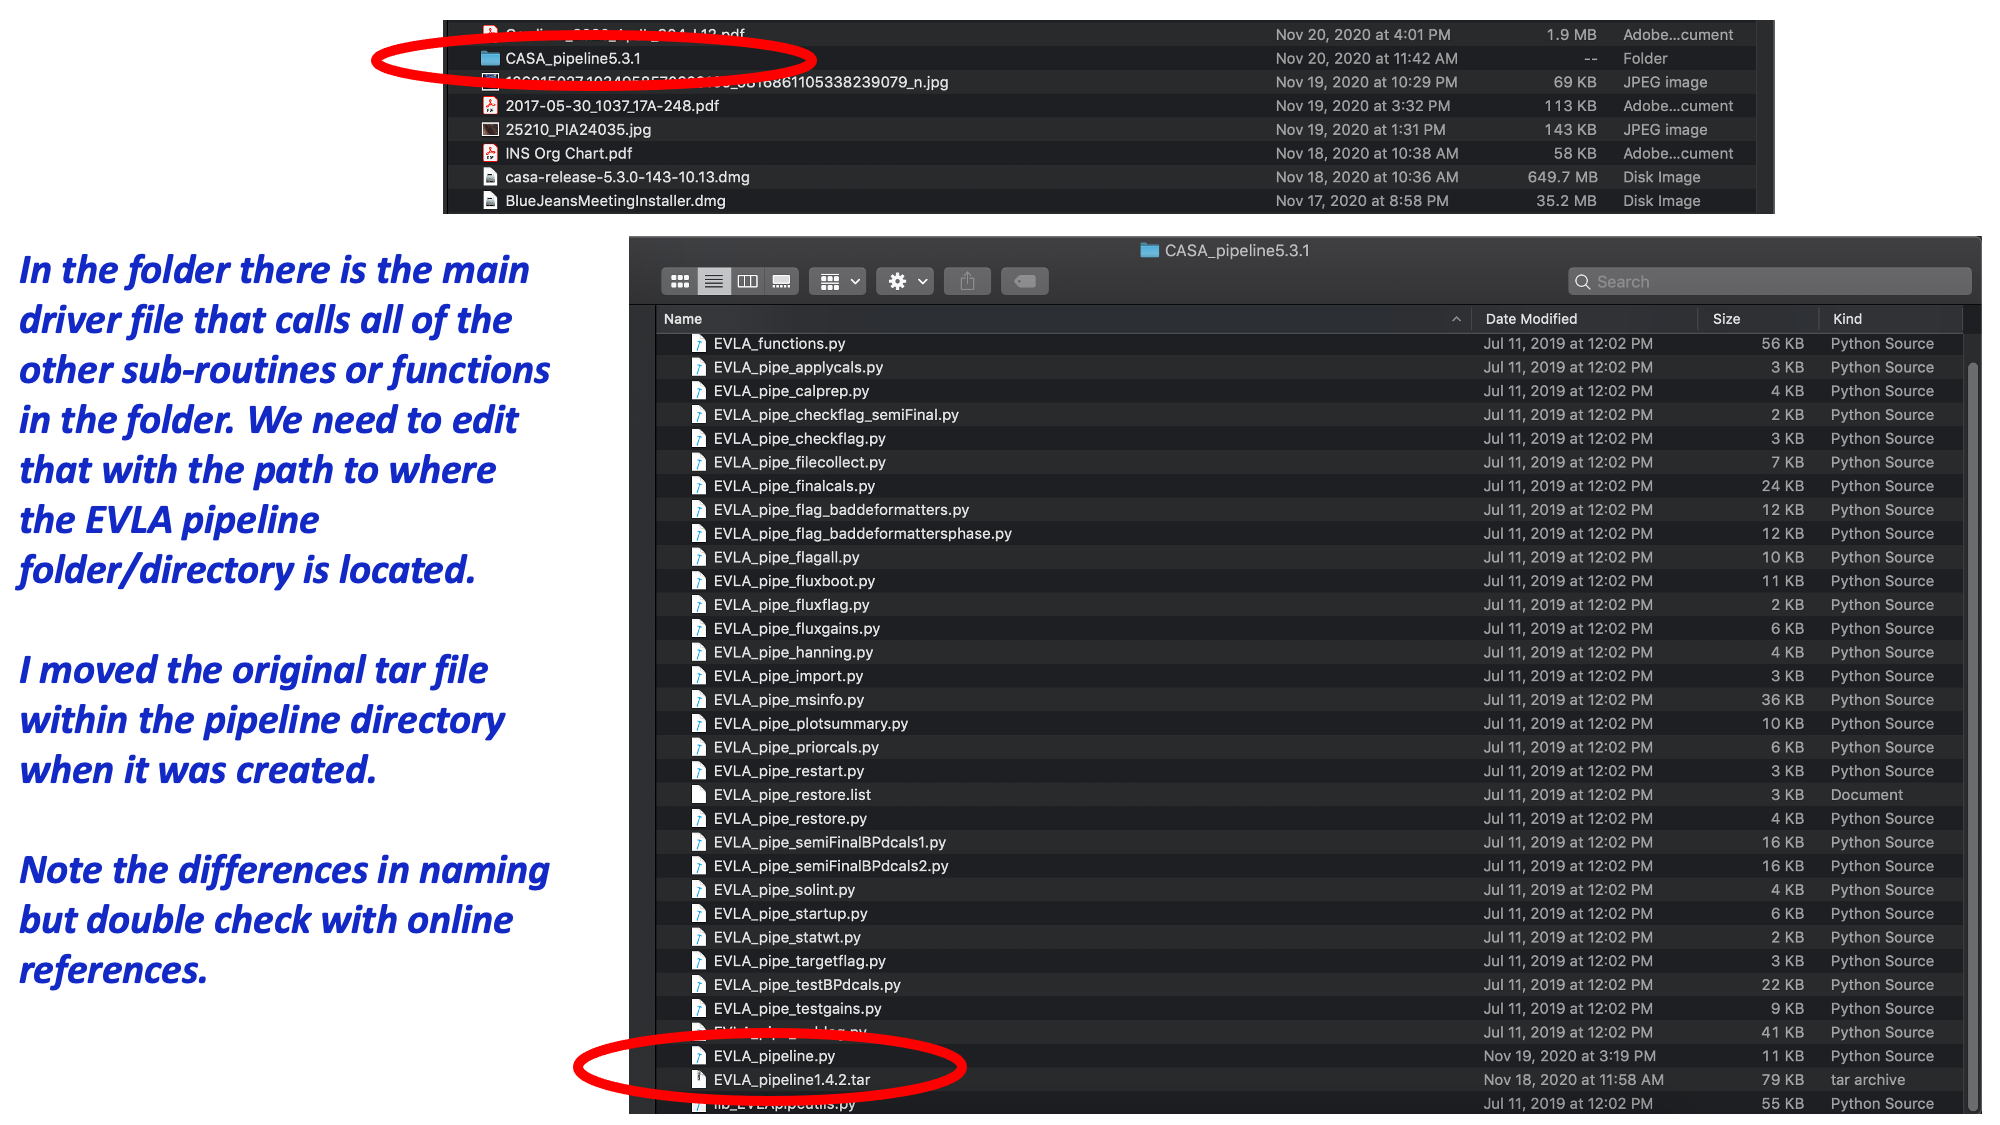 Nov 20, 2020 at 4:01 PM 1.9 MB Adobe...cument
CASA_pipeline5.3.1 Nov 20, 2020 at 11:42 AM -- Folder
Nov 19, 2020 at 10:29 PM 69 KB JPEG image
2017-05-30_1037_17A-248.pdf Nov 19, 2020 at 3:32 PM 113 KB Adobe...cument
25210_PIA24035.jpg Nov 19, 2020 at 1:31 PM 143 KB JPEG image
INS Org Chart.pdf Nov 18, 2020 at 10:38 AM 58 KB Adobe...cument
casa-release-5.3.0-143-10.13.dmg Nov 18, 2020 at 10:36 AM 649.7 MB Disk Image
BlueJeansMeetingInstaller.dmg Nov 17, 2020 at 8:58 PM 35.2 MB Disk Image
In the folder there is the main
driver file that calls all of the
other sub-routines or functions
in the folder. We need to edit
that with the path to where
the EVLA pipeline
folder/directory is located.
I moved the original tar file
within the pipeline directory
when it was created.
Note the differences in naming
but double check with online
references.
CASA_pipeline5.3.1
Search
Name Date Modified Size Kind
EVLA_functions.py Jul 11, 2019 at 12:02 PM 56 KB Python Source
EVLA_pipe_applycals.py Jul 11, 2019 at 12:02 PM 3 KB Python Source
EVLA_pipe_calprep.py Jul 11, 2019 at 12:02 PM 4 KB Python Source
EVLA_pipe_checkflag_semiFinal.py Jul 11, 2019 at 12:02 PM 2 KB Python Source
EVLA_pipe_checkflag.py Jul 11, 2019 at 12:02 PM 3 KB Python Source
EVLA_pipe_filecollect.py Jul 11, 2019 at 12:02 PM 7 KB Python Source
EVLA_pipe_finalcals.py Jul 11, 2019 at 12:02 PM 24 KB Python Source
EVLA_pipe_flag_baddeformatters.py Jul 11, 2019 at 12:02 PM 12 KB Python Source
EVLA_pipe_flag_baddeformattersphase.py Jul 11, 2019 at 12:02 PM 12 KB Python Source
EVLA_pipe_flagall.py Jul 11, 2019 at 12:02 PM 10 KB Python Source
EVLA_pipe_fluxboot.py Jul 11, 2019 at 12:02 PM 11 KB Python Source
EVLA_pipe_fluxflag.py Jul 11, 2019 at 12:02 PM 2 KB Python Source
EVLA_pipe_fluxgains.py Jul 11, 2019 at 12:02 PM 6 KB Python Source
EVLA_pipe_hanning.py Jul 11, 2019 at 12:02 PM 4 KB Python Source
EVLA_pipe_import.py Jul 11, 2019 at 12:02 PM 3 KB Python Source
EVLA_pipe_msinfo.py Jul 11, 2019 at 12:02 PM 36 KB Python Source
EVLA_pipe_plotsummary.py Jul 11, 2019 at 12:02 PM 10 KB Python Source
EVLA_pipe_priorcals.py Jul 11, 2019 at 12:02 PM 6 KB Python Source
EVLA_pipe_restart.py Jul 11, 2019 at 12:02 PM 3 KB Python Source
EVLA_pipe_restore.list Jul 11, 2019 at 12:02 PM 3 KB Document
EVLA_pipe_restore.py Jul 11, 2019 at 12:02 PM 4 KB Python Source
EVLA_pipe_semiFinalBPdcals1.py Jul 11, 2019 at 12:02 PM 16 KB Python Source
EVLA_pipe_semiFinalBPdcals2.py Jul 11, 2019 at 12:02 PM 16 KB Python Source
EVLA_pipe_solint.py Jul 11, 2019 at 12:02 PM 4 KB Python Source
EVLA_pipe_startup.py Jul 11, 2019 at 12:02 PM 6 KB Python Source
EVLA_pipe_statwt.py Jul 11, 2019 at 12:02 PM 2 KB Python Source
EVLA_pipe_targetflag.py Jul 11, 2019 at 12:02 PM 3 KB Python Source
EVLA_pipe_testBPdcals.py Jul 11, 2019 at 12:02 PM 22 KB Python Source
EVLA_pipe_testgains.py Jul 11, 2019 at 12:02 PM 9 KB Python Source
Jul 11, 2019 at 12:02 PM 41 KB Python Source
EVLA_pipeline.py Nov 19, 2020 at 3:19 PM 11 KB Python Source
EVLA_pipeline1.4.2.tar Nov 18, 2020 at 11:58 AM 79 KB tar archive
lib_EVLApipeutils.py Jul 11, 2019 at 12:02 PM 55 KB Python Source